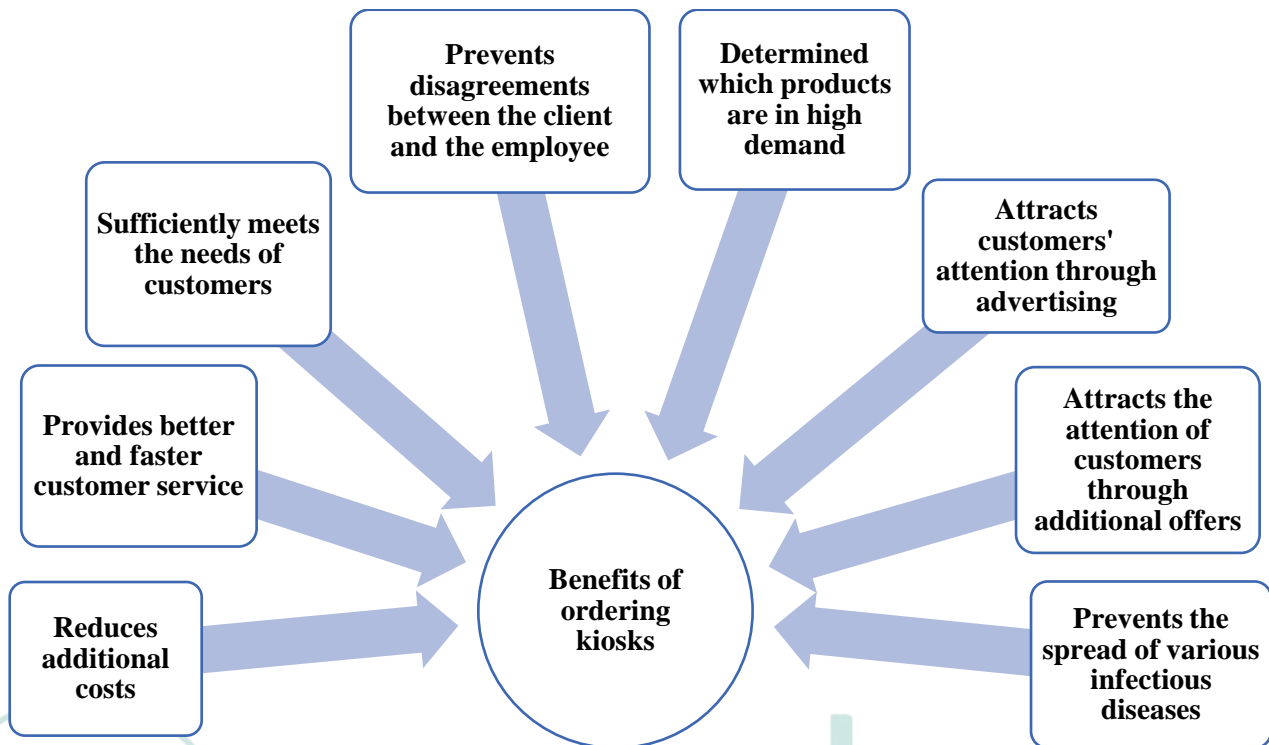 Reduces
additional
costs
Provides better
and faster
customer service
Sufficiently meets
the needs of
customers
Prevents
disagreements
between the client
and the employee
Determined
which products
are in high
demand
Attracts
customers'
attention through
advertising
Attracts the
attention of
customers
through
additional offers
Prevents the
spread of various
infectious
diseases
Benefits of
ordering
kiosks